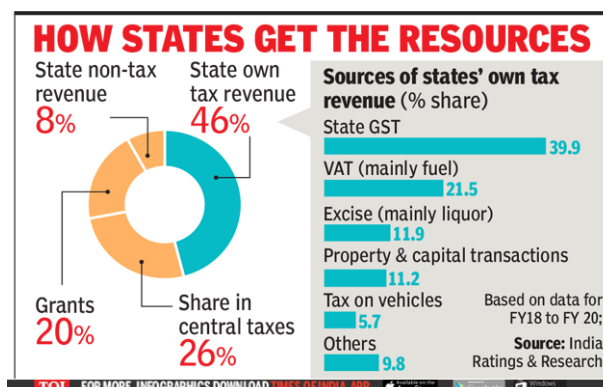 HOW STATES GET THE RESOURCES
State non-tax
revenue
8%
State own
tax revenue
46%
Grants
20%
Share in
central taxes
26%
Sources of states' own tax
revenue (% share)
State GST
39.9
VAT (mainly fuel)
21.5
Excise (mainly liquor)
11.9
Property & capital transactions
11.2
Tax on vehicles
5.7
Others
9.8
Based on data for
FY18 to FY 20;
Source: India
Ratings & Research
TOI FOR MORE INFOGRAPHICS DOWNLOAD TIMES OF INDIA APP